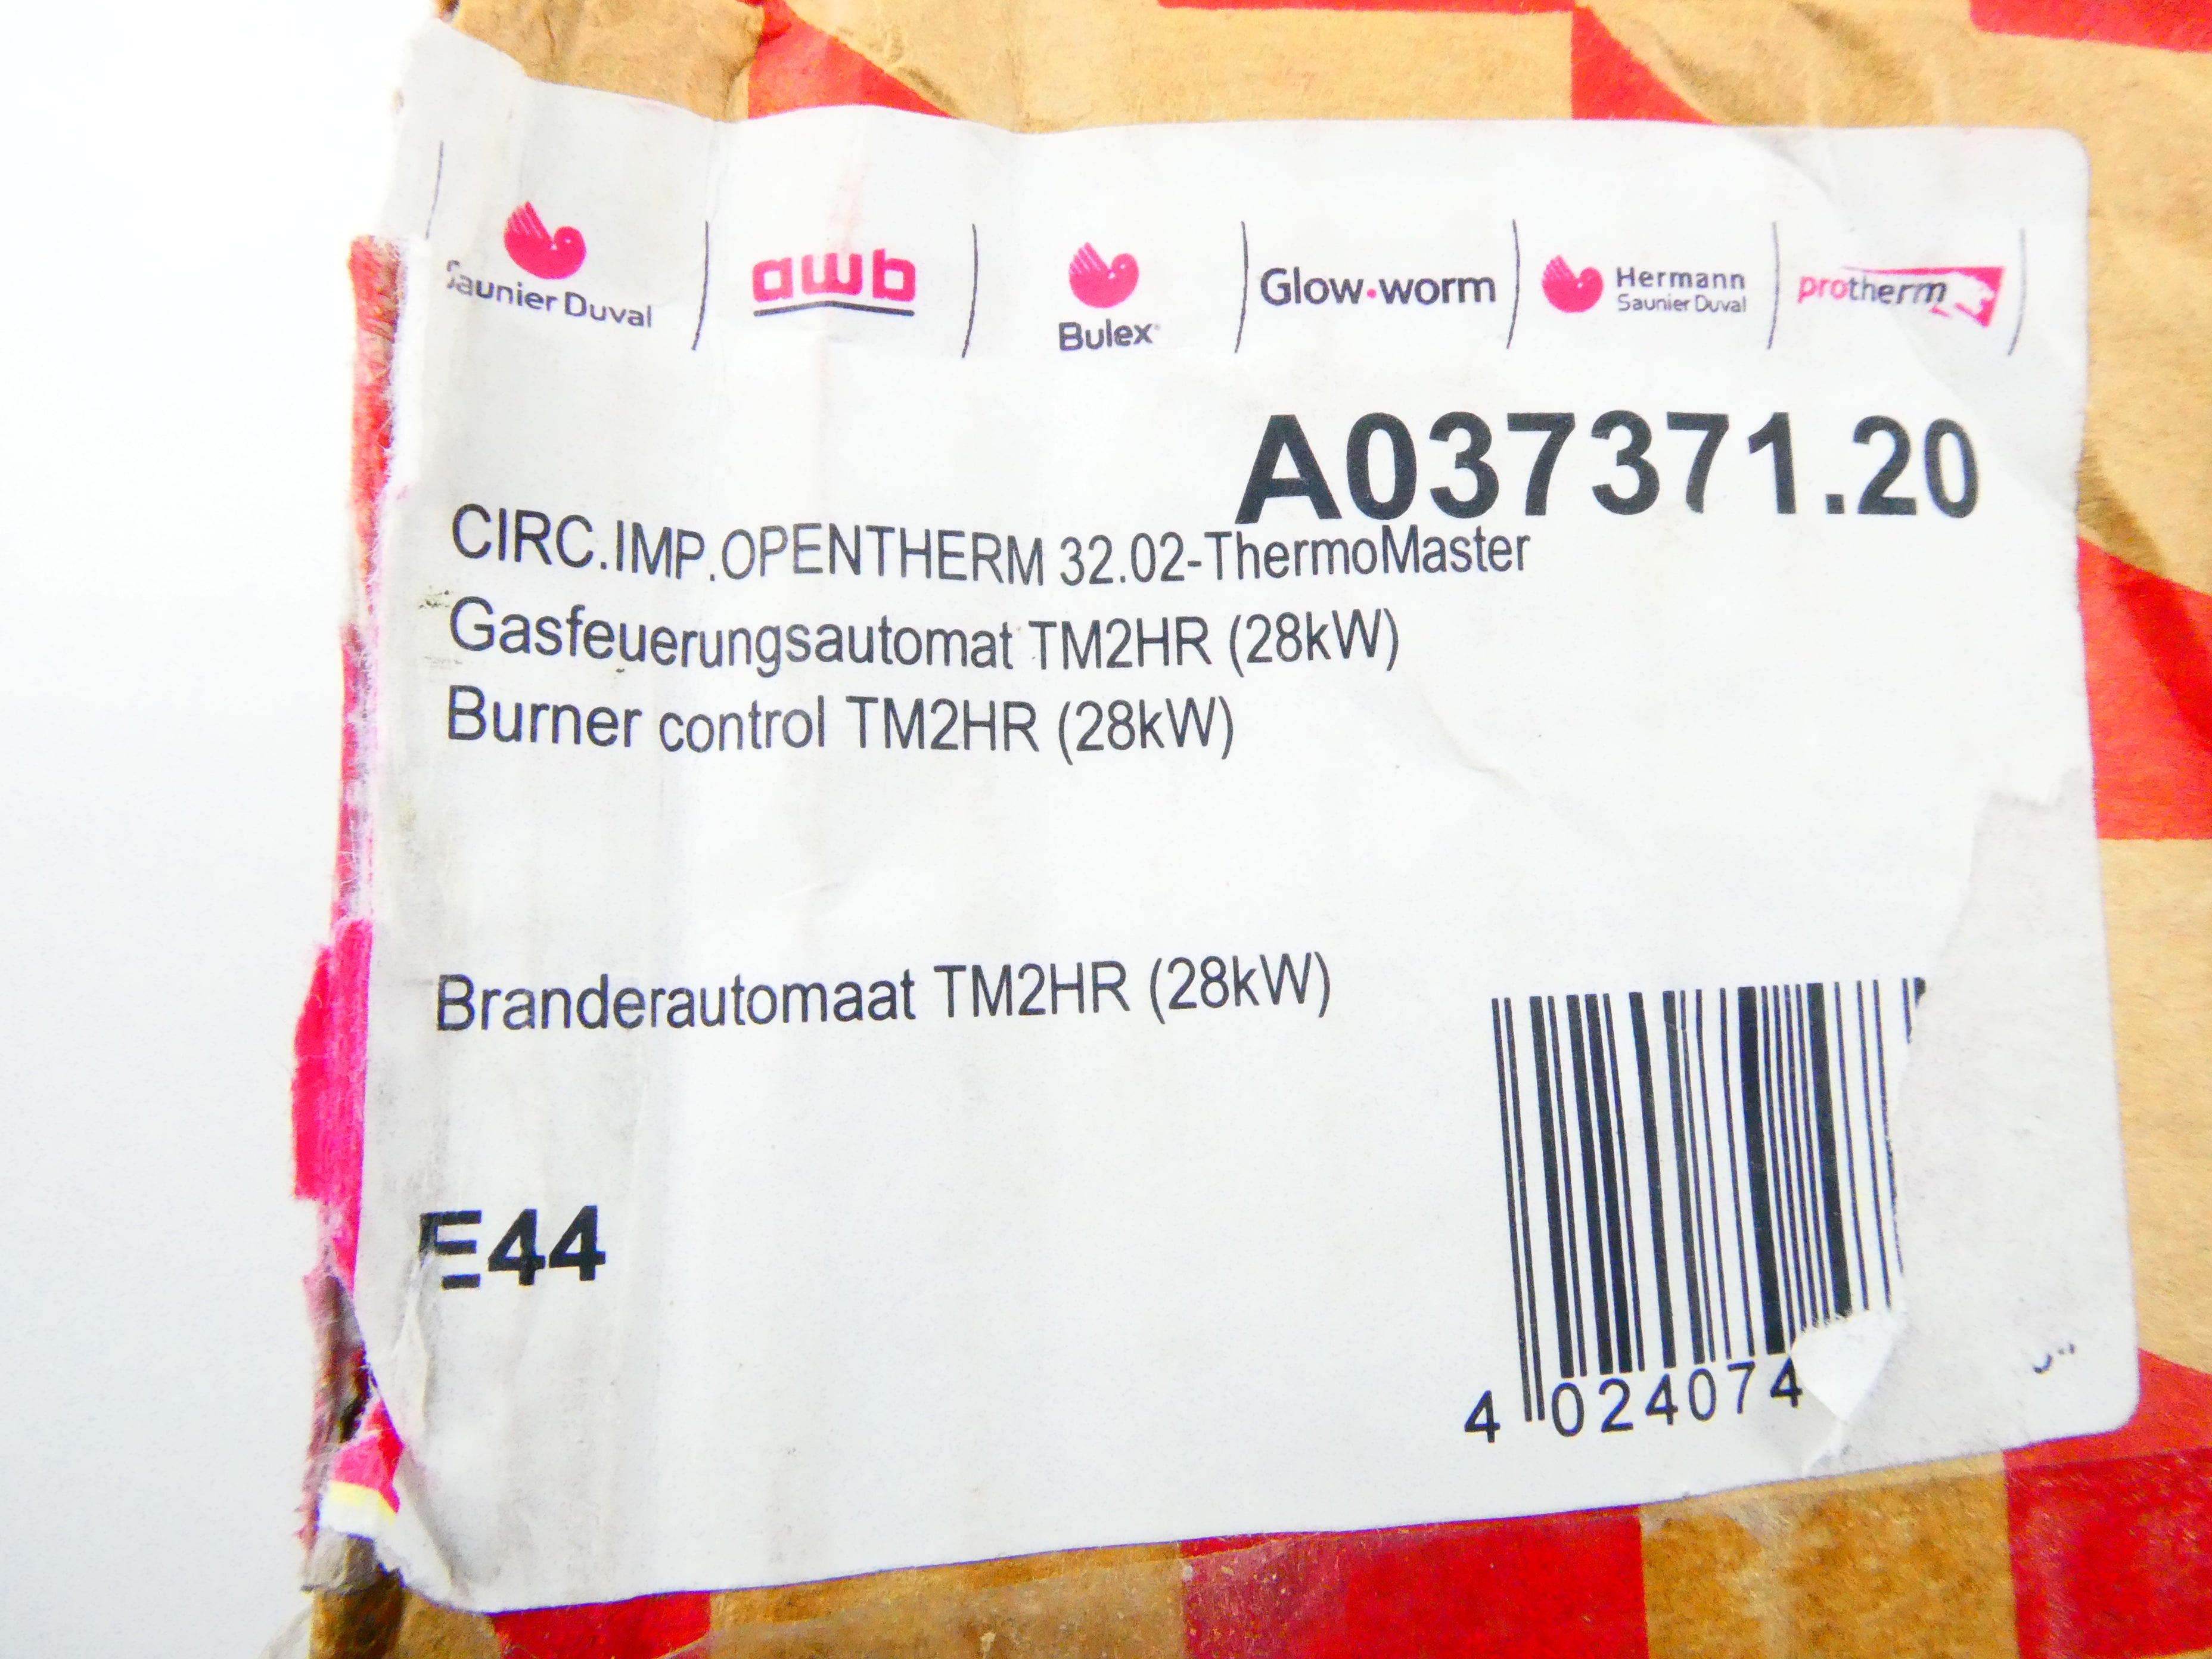 Saunier Duval
awb
Bulex
Glow-worm
Hermann
Saunier Duval
protherm
A037371.20
CIRC.IMP.OPENTHERM 32.02-ThermoMaster
Gasfeuerungsautomat TM2HR (28kW)
Burner control TM2HR (28kW)
Branderautomaat TM2HR (28kW)
E44
4 024074